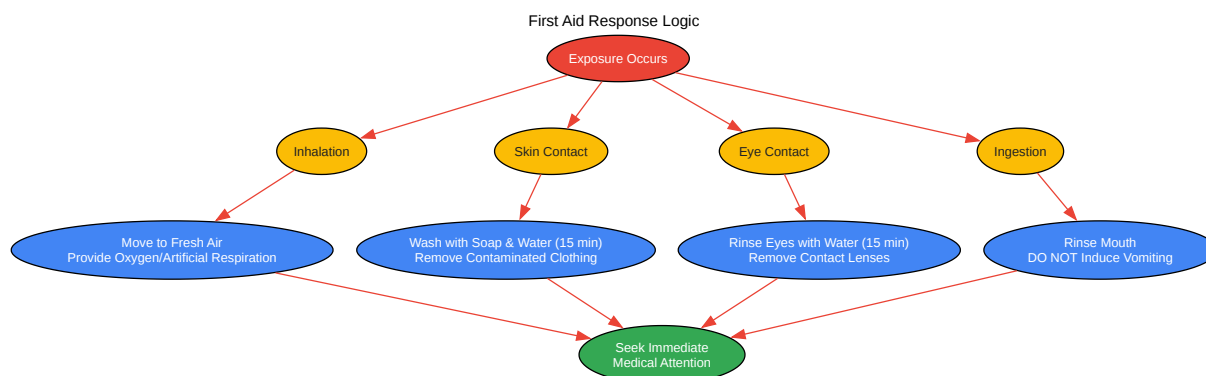 First Aid Response Logic
Exposure Occurs
Inhalation
Skin Contact
Eye Contact
Ingestion
Move to Fresh Air
Provide Oxygen/Artificial Respiration
Wash with Soap & Water (15 min)
Remove Contaminated Clothing
Rinse Eyes with Water (15 min)
Remove Contact Lenses
Rinse Mouth
DO NOT Induce Vomiting
Seek Immediate
Medical Attention